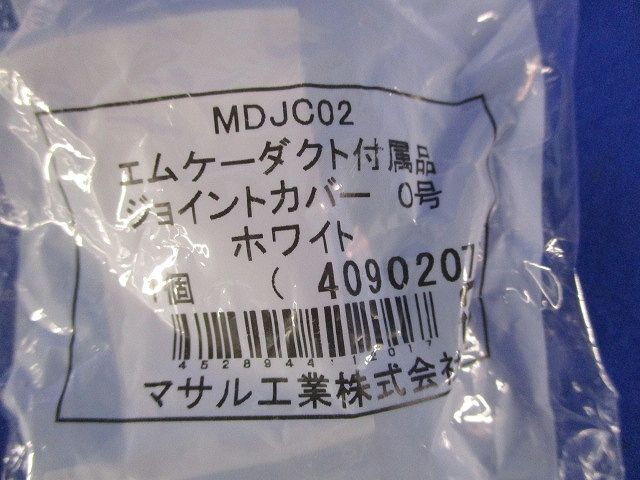 MDJC02
エムケーダクト付属品
ジョイントカバー 0号
ホワイト
1個 ( 4090207
マサル工業株式会社